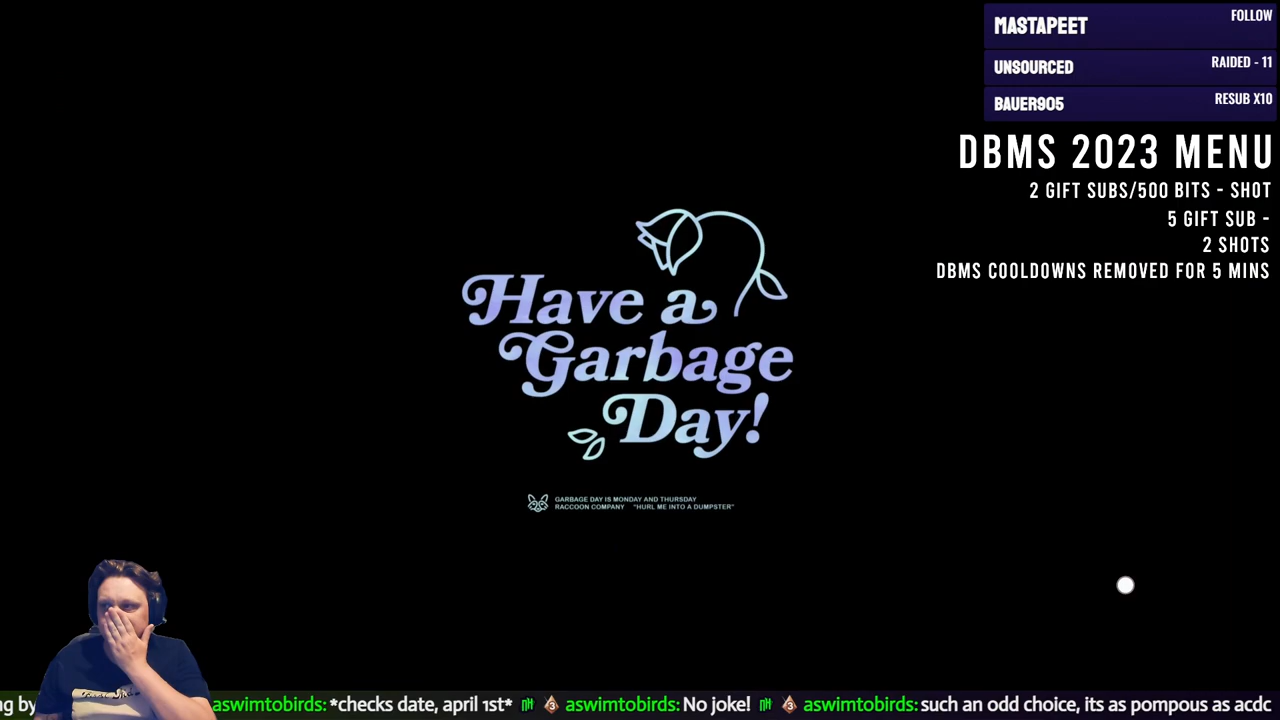 MASTAPEET FOLLOW
UNSOURCED RAIDED - 11
BAUER905 RESUB X10
DBMS 2023 MENU
2 GIFT SUBS/500 BITS - SHOT
5 GIFT SUB -
2 SHOTS
DBMS COOLDOWNS REMOVED FOR 5 MINS
Have a
Garbage
Day!
GARBAGE DAY IS MONDAY AND THURSDAY
RACCOON COMPANY "HURL ME INTO A DUMPSTER"
ng by aswimtobirds: *checks date, april 1st* aswimtobirds: No joke! aswimtobirds: such an odd choice, its as pompous as acdc